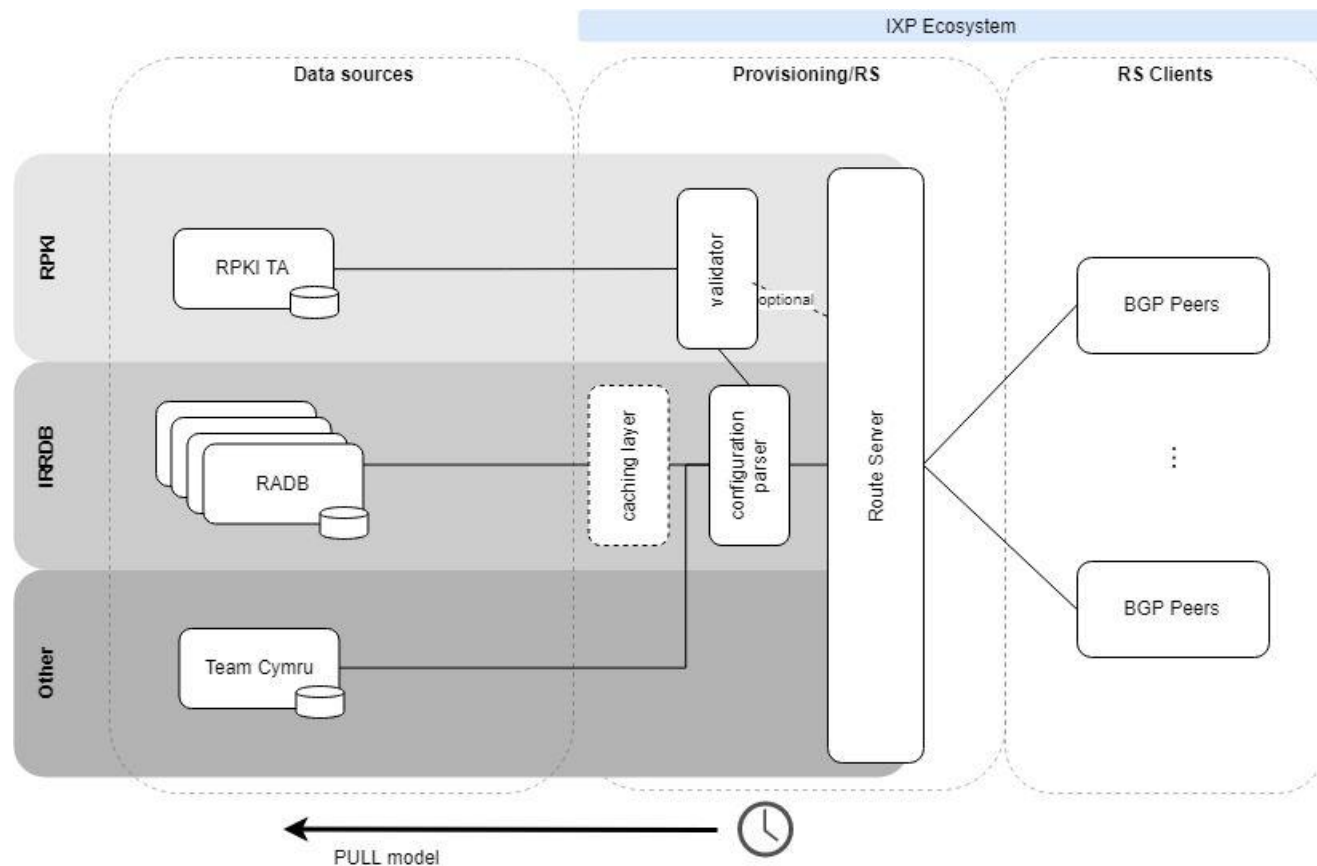 IXP Ecosystem
Data sources
Provisioning/RS
RS Clients
RPKI
RPKI TA
validator
optional
BGP Peers
IRRDB
RADB
caching layer
configuration
parser
Route Server
⋮
Other
Team Cymru
BGP Peers
PULL model